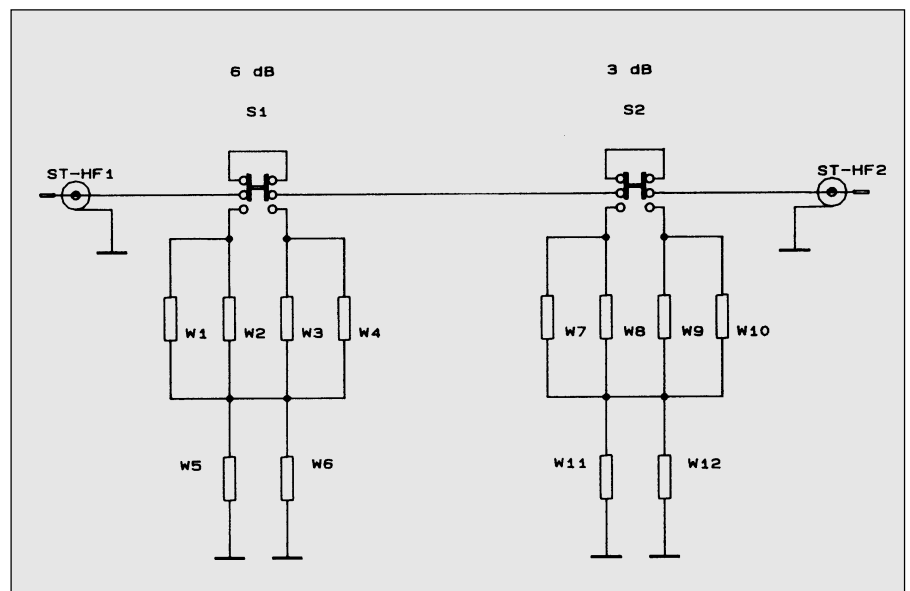 6 dB 3 dB
S1 S2
ST-HF1 ST-HF2
W1 W2 W3 W4 W7 W8 W9 W10
W5 W6 W11 W12